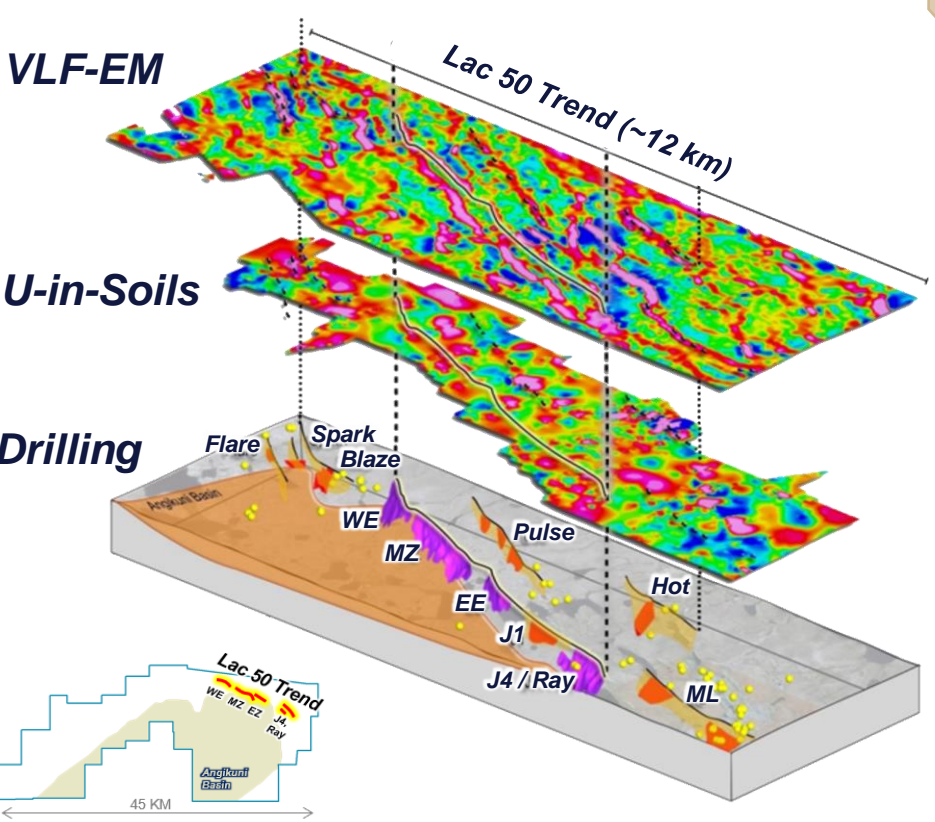 VLF-EM
Lac 50 Trend (~12 km)
U-in-Soils
Drilling
Flare
Spark
Blaze
Angikuni Basin
WE
MZ
Pulse
EE
Hot
J1
J4 / Ray
ML
Lac 50 Trend
WE
MZ
EZ
J4,
Ray
Angikuni
Basin
45 KM